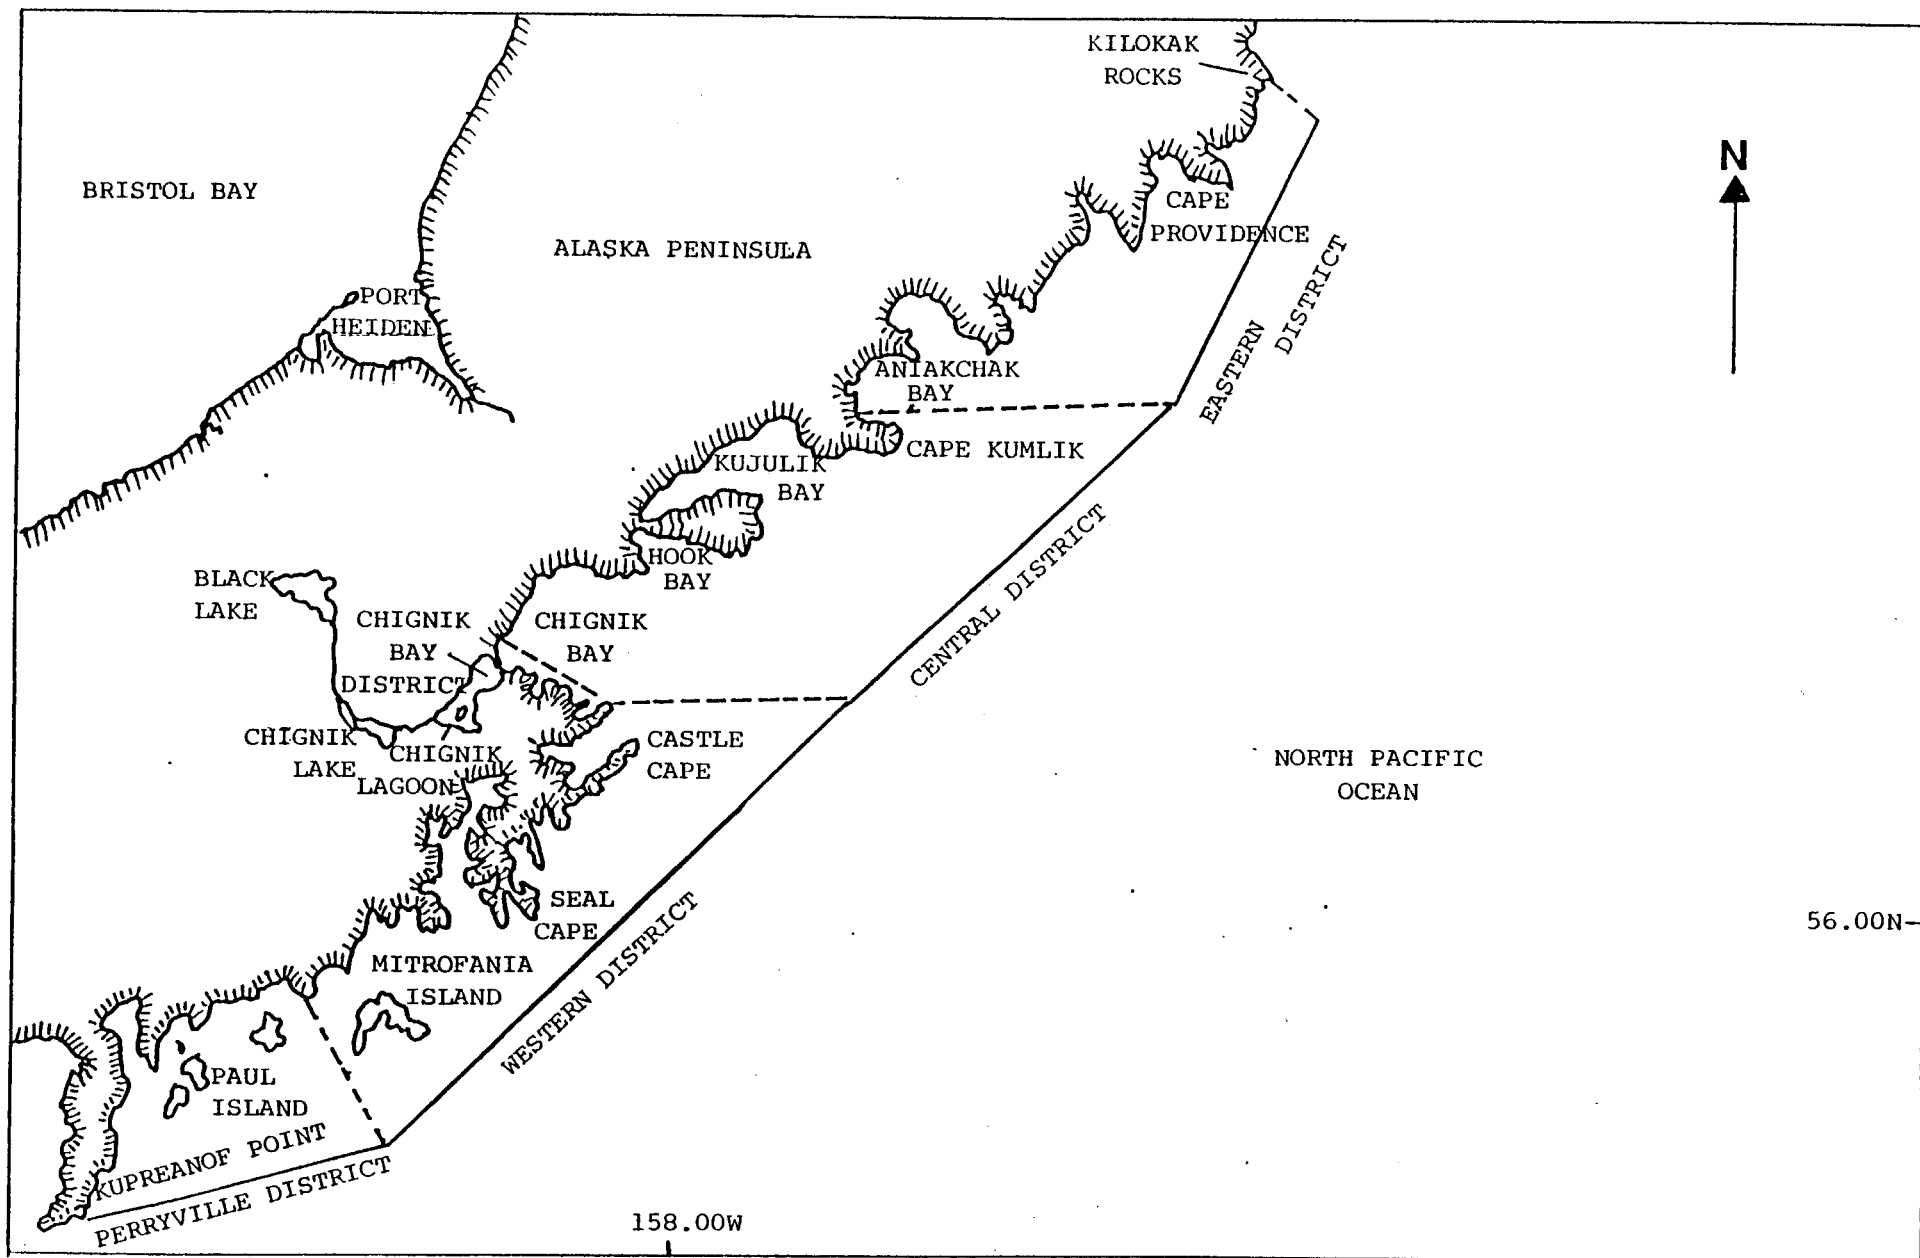 KILOKAK
ROCKS
N
BRISTOL BAY
CAPE
PROVIDENCE
ALASKA PENINSULA
PORT
HEIDEN
EASTERN DISTRICT
ANIAKCHAK
BAY
CAPE KUMLIK
KUJULIK
BAY
HOOK
BAY
CENTRAL DISTRICT
BLACK
LAKE
CHIGNIK
BAY
DISTRICT
CHIGNIK
BAY
CHIGNIK
LAKE
CHIGNIK
LAGOON
CASTLE
CAPE
NORTH PACIFIC
OCEAN
SEAL
CAPE
56.00N
WESTERN DISTRICT
MITROFANIA
ISLAND
PAUL
ISLAND
KUPREANOF POINT
PERRYVILLE DISTRICT
158.00W